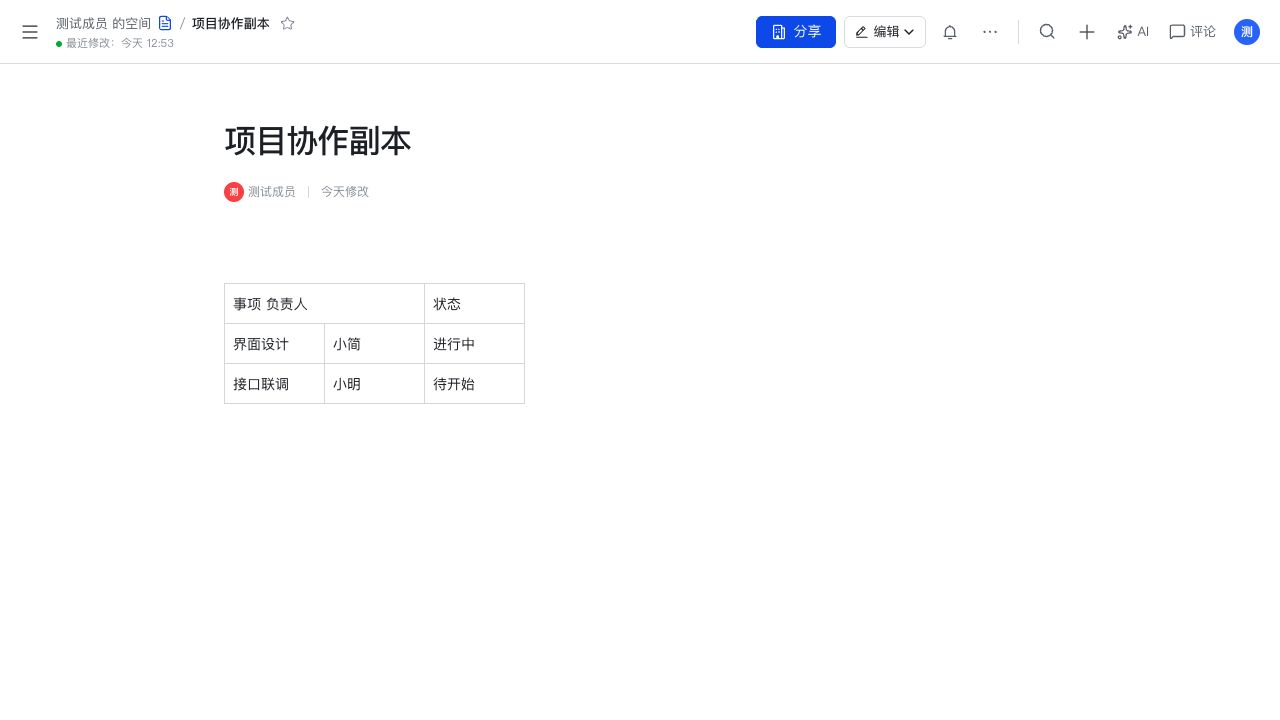 测试成员 的空间 / 项目协作副本
最近修改：今天 12:53
分享
编辑
AI
评论
测
项目协作副本
测 测试成员 | 今天修改
事项 负责人 状态
界面设计 小简 进行中
接口联调 小明 待开始